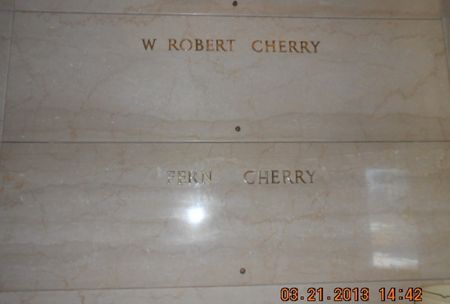 W ROBERT CHERRY
FERN CHERRY
03.21.2013 14:42